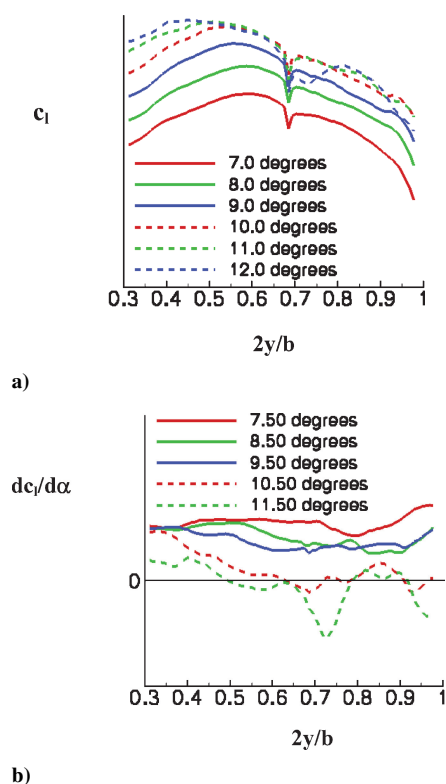 cl
7.0 degrees
8.0 degrees
9.0 degrees
10.0 degrees
11.0 degrees
12.0 degrees
0.3 0.4 0.5 0.6 0.7 0.8 0.9 1
2y/b
a)
dcl/dα
7.50 degrees
8.50 degrees
9.50 degrees
10.50 degrees
11.50 degrees
0
0.3 0.4 0.5 0.6 0.7 0.8 0.9 1
2y/b
b)